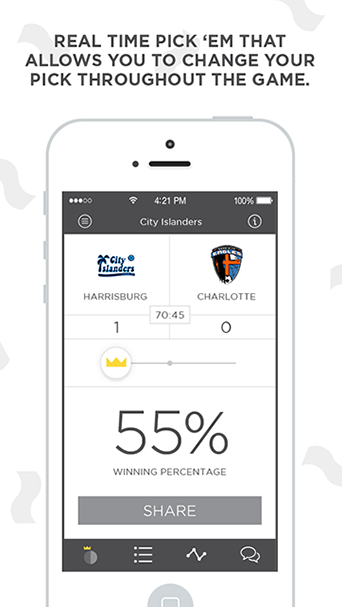 REAL TIME PICK ‘EM THAT
ALLOWS YOU TO CHANGE YOUR
PICK THROUGHOUT THE GAME.
4:21 PM
100%
City Islanders
City
Islanders
EAGLES
HARRISBURG
CHARLOTTE
70:45
1
0
55%
WINNING PERCENTAGE
SHARE